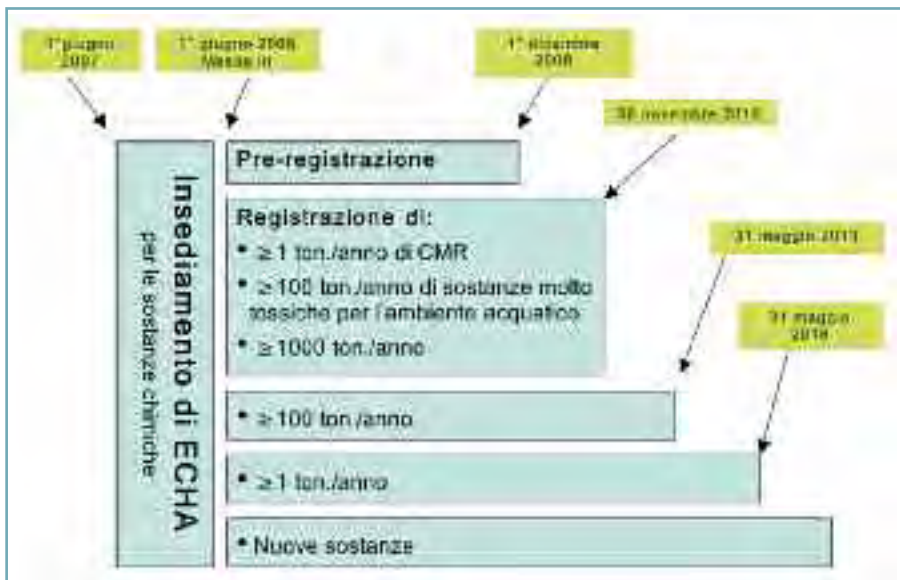 1° giugno
2007
1° giugno 2008
Messa in
1° dicembre
2008
30 novembre 2010
31 maggio 2013
31 maggio
2018
Insediamento di ECHA
per le sostanze chimiche
Pre-registrazione
Registrazione di:
• ≥ 1 ton./anno di CMR
• ≥ 100 ton./anno di sostanze molto
tossiche per l'ambiente acquatico
• ≥ 1000 ton./anno
• ≥ 100 ton./anno
• ≥ 1 ton./anno
• Nuove sostanze